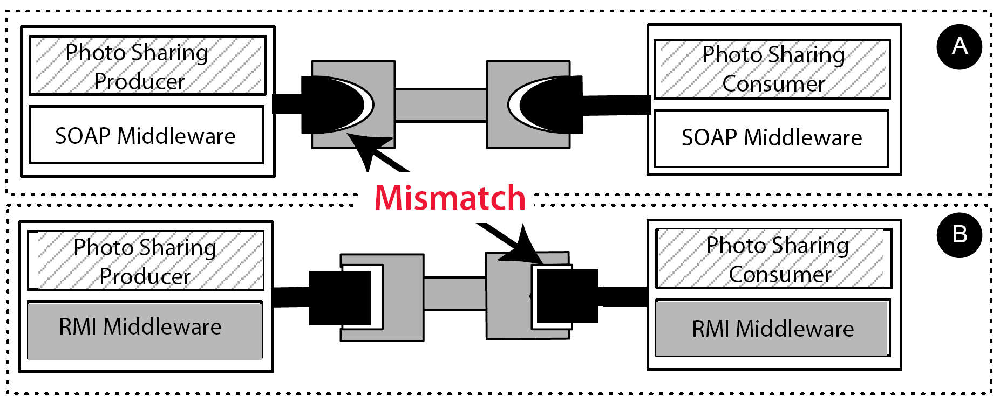 Photo Sharing
Producer
SOAP Middleware
Photo Sharing
Consumer
SOAP Middleware
A
Mismatch
Photo Sharing
Producer
RMI Middleware
Photo Sharing
Consumer
RMI Middleware
B